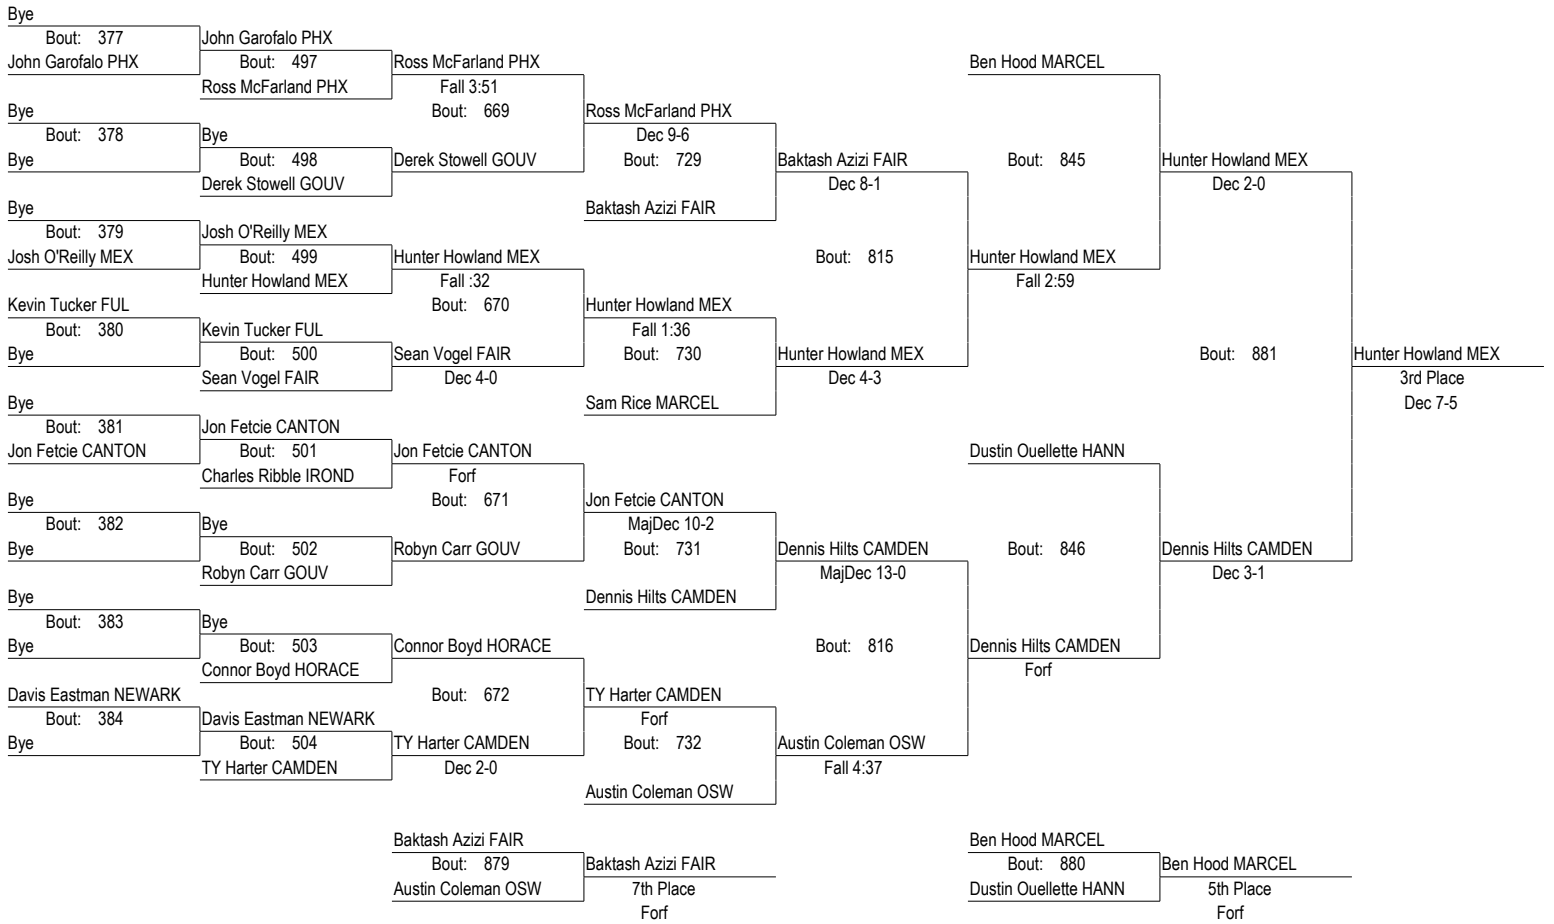 Bye
Bout: 377
John Garofalo PHX
John Garofalo PHX
Bout: 497
Ross McFarland PHX
Ross McFarland PHX
Fall 3:51
Bout: 669
Bye
Bout: 378
Bye
Bye
Bout: 498
Derek Stowell GOUV
Derek Stowell GOUV
Ross McFarland PHX
Dec 9-6
Bout: 729
Baktash Azizi FAIR
Baktash Azizi FAIR
Dec 8-1
Bout: 815
Bye
Bout: 379
Josh O'Reilly MEX
Josh O'Reilly MEX
Bout: 499
Hunter Howland MEX
Hunter Howland MEX
Fall :32
Bout: 670
Kevin Tucker FUL
Bout: 380
Bye
Kevin Tucker FUL
Bout: 500
Sean Vogel FAIR
Sean Vogel FAIR
Dec 4-0
Hunter Howland MEX
Fall 1:36
Bout: 730
Sam Rice MARCEL
Hunter Howland MEX
Dec 4-3
Ben Hood MARCEL
Bout: 845
Hunter Howland MEX
Fall 2:59
Hunter Howland MEX
Dec 2-0
Bout: 881
Hunter Howland MEX
3rd Place
Dec 7-5
Bye
Bout: 381
Jon Fetcie CANTON
Jon Fetcie CANTON
Bout: 501
Charles Ribble IROND
Jon Fetcie CANTON
Forf
Bout: 671
Bye
Bout: 382
Bye
Bye
Bout: 502
Robyn Carr GOUV
Robyn Carr GOUV
Jon Fetcie CANTON
MajDec 10-2
Bout: 731
Dennis Hilts CAMDEN
Dennis Hilts CAMDEN
MajDec 13-0
Bout: 816
Bye
Bout: 383
Bye
Bye
Bout: 503
Connor Boyd HORACE
Connor Boyd HORACE
Bout: 672
Davis Eastman NEWARK
Bout: 384
Bye
Davis Eastman NEWARK
Bout: 504
TY Harter CAMDEN
TY Harter CAMDEN
Dec 2-0
TY Harter CAMDEN
Forf
Bout: 732
Austin Coleman OSW
Austin Coleman OSW
Fall 4:37
Dustin Ouellette HANN
Bout: 846
Dennis Hilts CAMDEN
Forf
Dennis Hilts CAMDEN
Dec 3-1
Baktash Azizi FAIR
Bout: 879
Austin Coleman OSW
Baktash Azizi FAIR
7th Place
Forf
Ben Hood MARCEL
Bout: 880
Dustin Ouellette HANN
Ben Hood MARCEL
5th Place
Forf